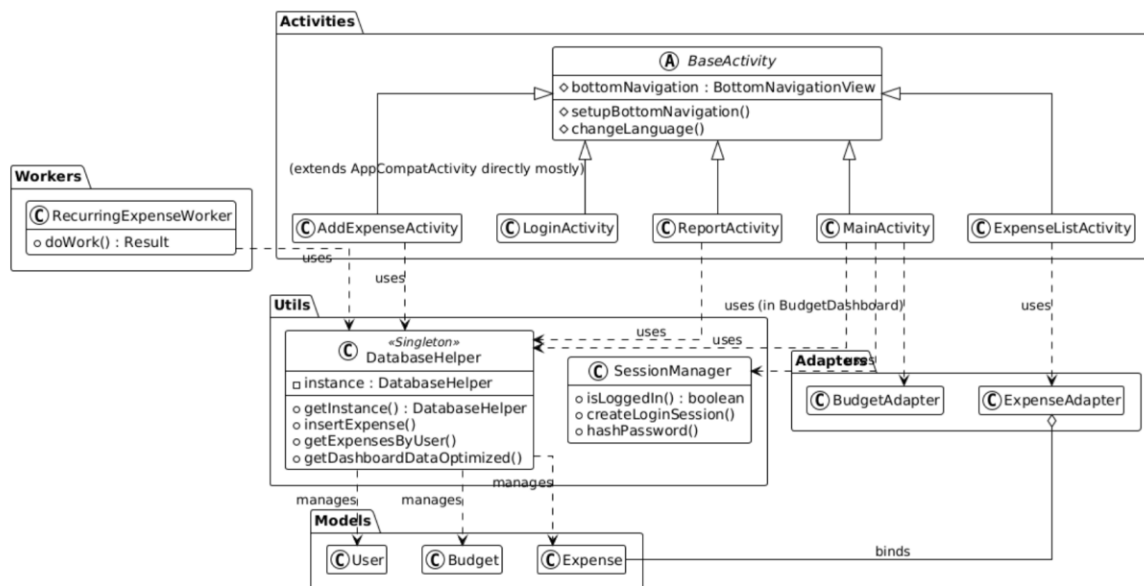 Activities
A BaseActivity
bottomNavigation : BottomNavigationView
setupBottomNavigation()
changeLanguage()
(extends AppCompatActivity directly mostly)
Workers
C RecurringExpenseWorker
doWork() : Result
C AddExpenseActivity
C LoginActivity
C ReportActivity
C MainActivity
C ExpenseListActivity
uses
uses
uses (in BudgetDashboard)
uses
Utils
«Singleton»
C DatabaseHelper
instance : DatabaseHelper
getInstance() : DatabaseHelper
insertExpense()
getExpensesByUser()
getDashboardDataOptimized()
uses
uses
C SessionManager
isLoggedIn() : boolean
createLoginSession()
hashPassword()
Adapters
uses
C BudgetAdapter
C ExpenseAdapter
manages
manages
manages
Models
C User
C Budget
C Expense
binds